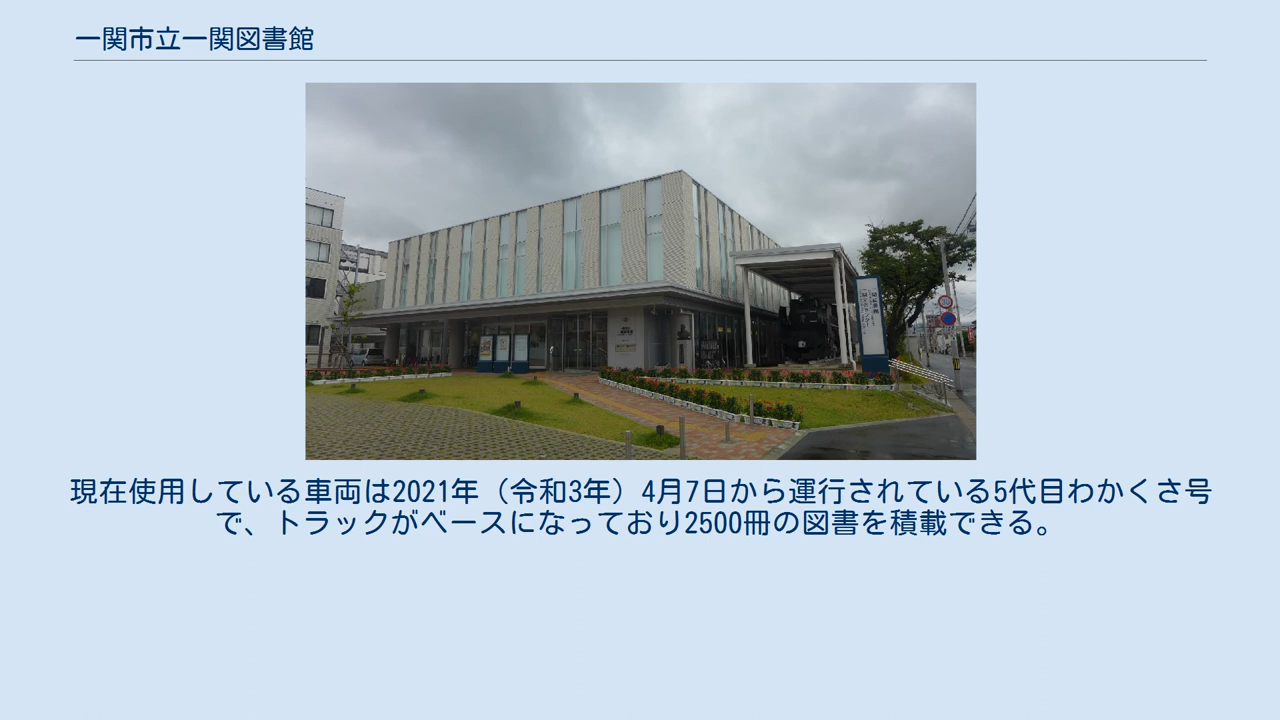 一関市立一関図書館
現在使用している車両は2021年（令和3年）4月7日から運行されている5代目わかくさ号
で、トラックがベースになっており2500冊の図書を積載できる。